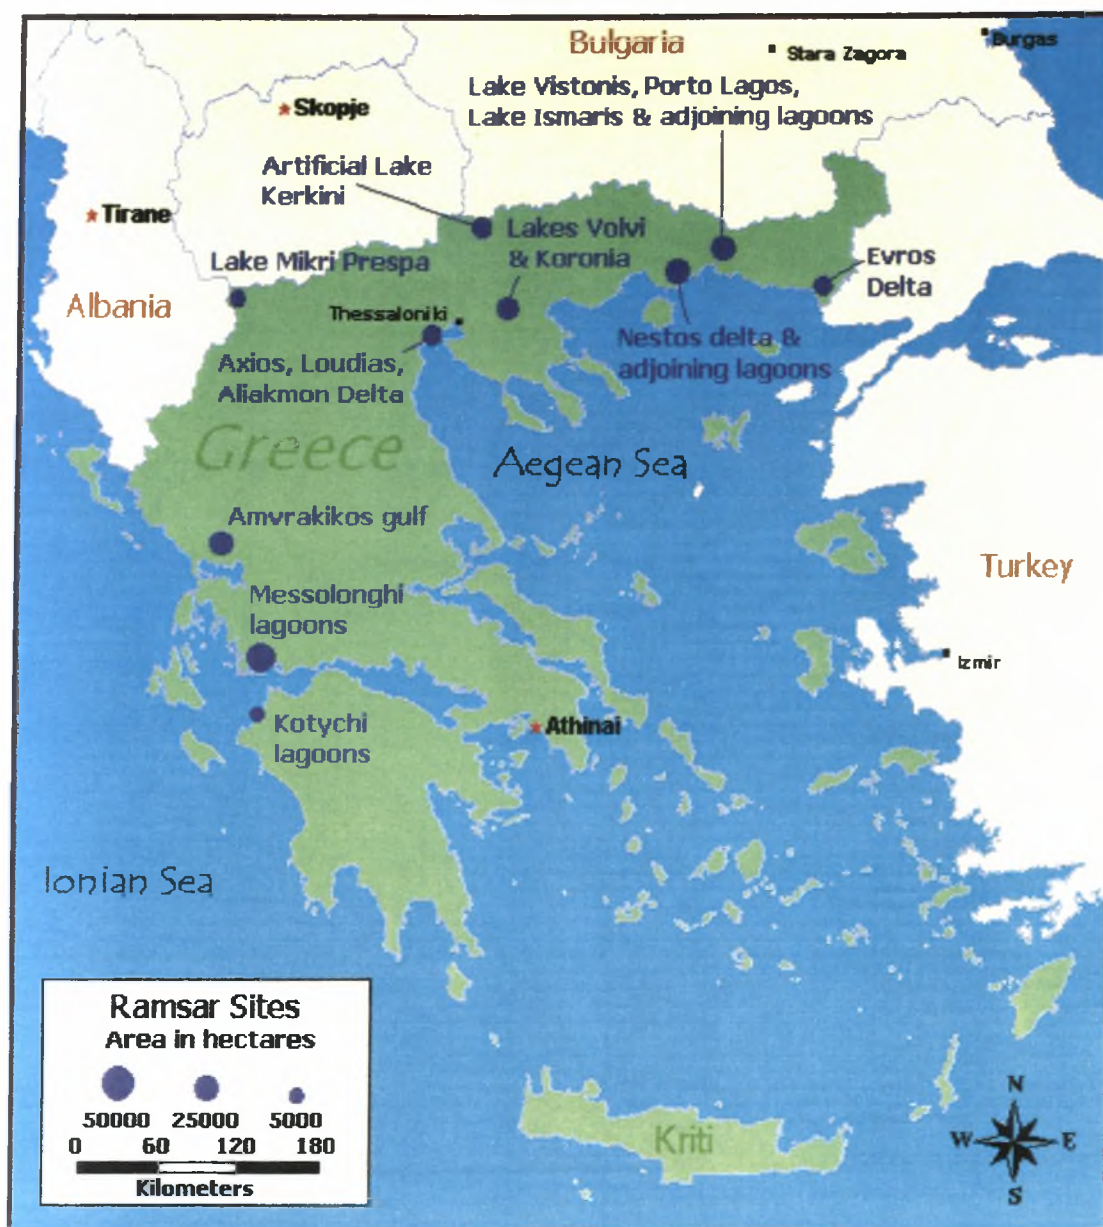 Bulgaria
Stara Zagora
Burgas
Lake Vistonis, Porto Lagos,
Lake Ismaris & adjoining lagoons
Skopje
Artificial Lake
Kerkini
Tirane
Lakes Volvi
& Koronia
Lake Mikri Prespa
Evros
Delta
Albania
Thessaloniki
Nestos delta &
adjoining lagoons
Axios, Loudias,
Aliakmon Delta
Greece
Aegean Sea
Amvrakikos gulf
Turkey
Messolonghi
lagoons
Izmir
Kotychi
lagoons
Athinai
Ionian Sea
Ramsar Sites
Area in hectares
50000 25000 5000
0 60 120 180
Kilometers
Kriti
N
W E
S